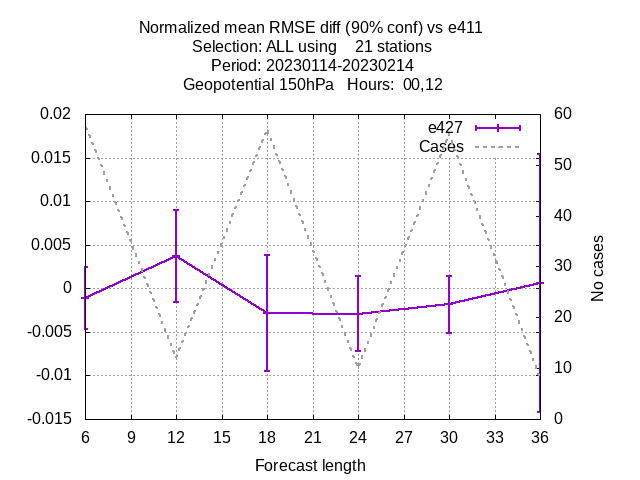 Normalized mean RMSE diff (90% conf) vs e411
Selection: ALL using    21 stations
Period: 20230114-20230214
Geopotential 150hPa   Hours:  00,12
e427
Cases
0.02
0.015
0.01
0.005
0
-0.005
-0.01
-0.015
60
50
40
30
20
10
0
No cases
6 9 12 15 18 21 24 27 30 33 36
Forecast length